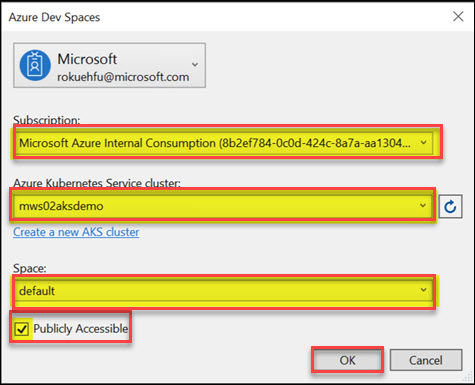 Azure Dev Spaces
Microsoft
rokuehfu@microsoft.com
Subscription:
Microsoft Azure Internal Consumption (8b2ef784-0c0d-424c-8a7a-aa1304...
Azure Kubernetes Service cluster:
mws02aksdemo
Create a new AKS cluster
Space:
default
Publicly Accessible
OK Cancel